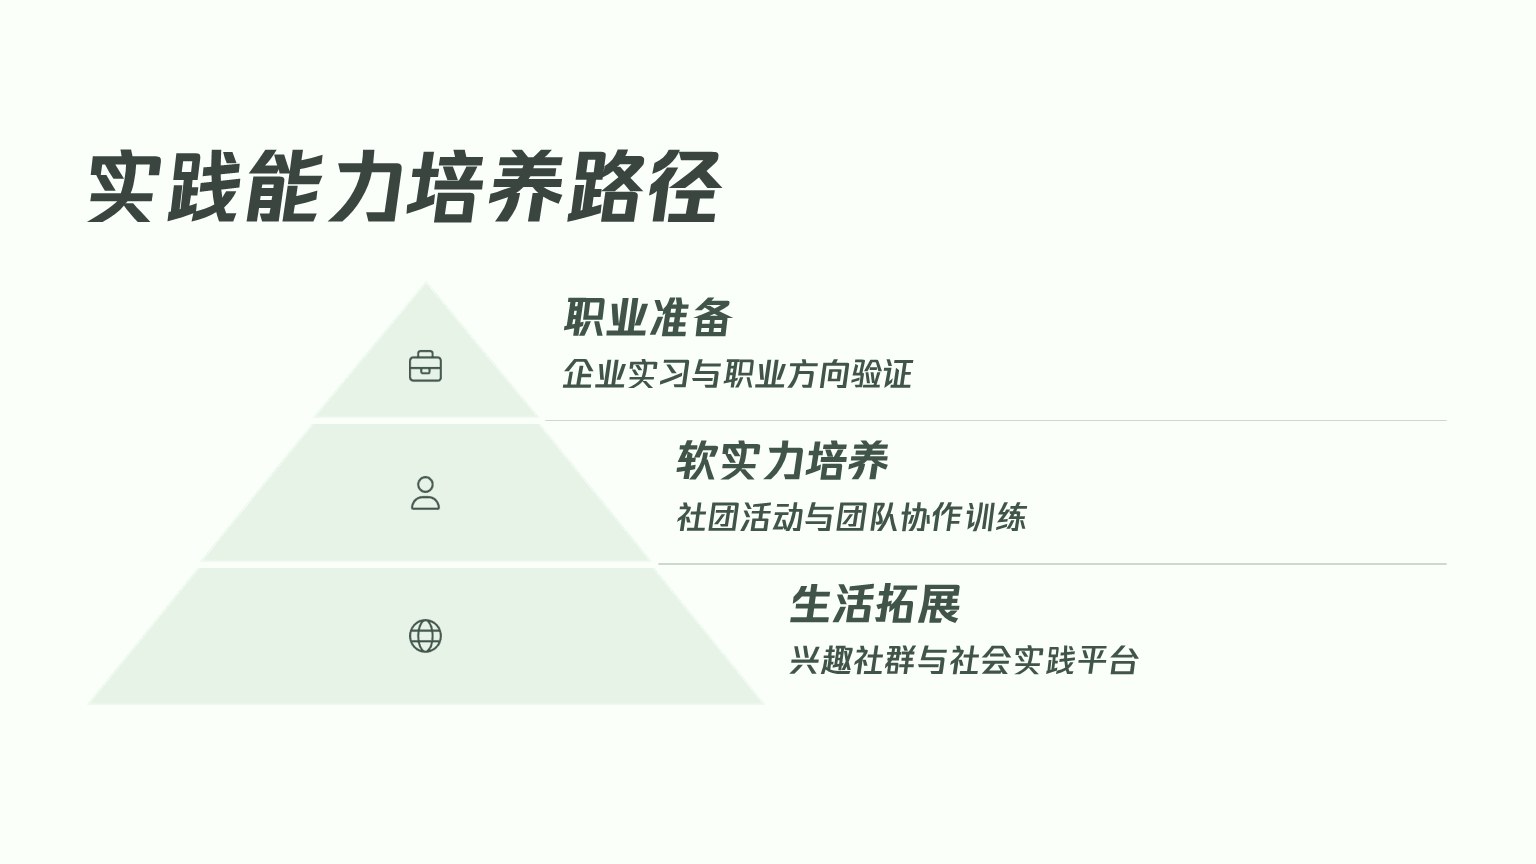 实践能力培养路径
职业准备
企业实习与职业方向验证
软实力培养
社团活动与团队协作训练
生活拓展
兴趣社群与社会实践平台